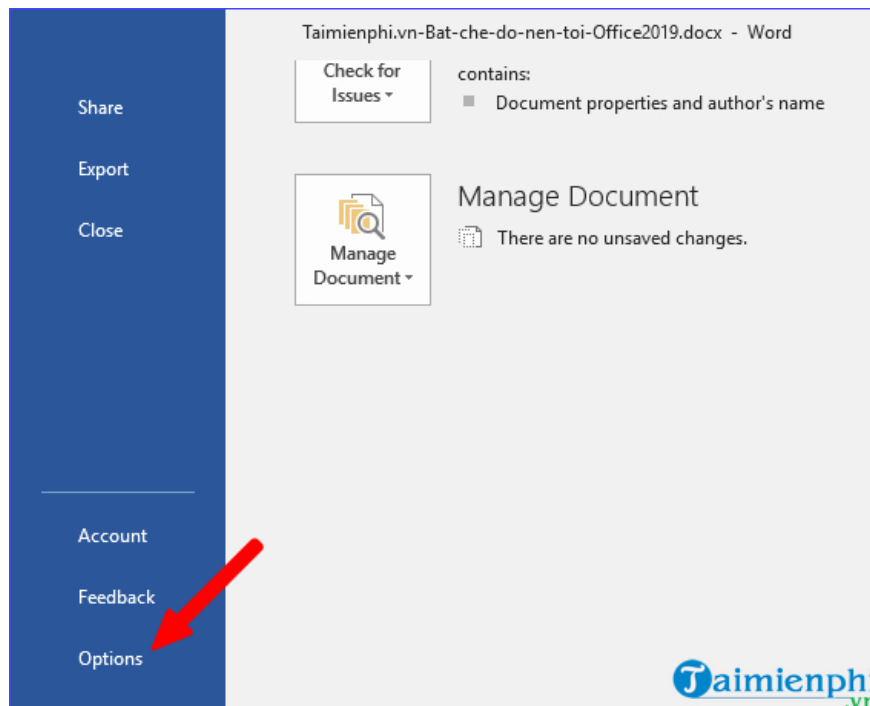 Taimienphi.vn-Bat-che-do-nen-toi-Office2019.docx - Word
Share
Export
Close
Account
Feedback
Options
Check for
Issues
contains:
Document properties and author's name
Manage
Document
Manage Document
There are no unsaved changes.
Taimienphi
.vn